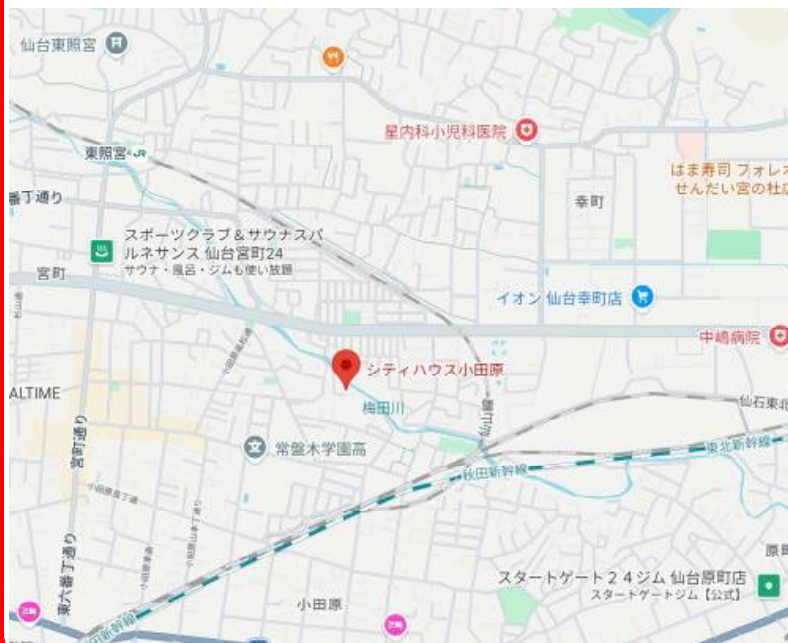 仙台東照宮
星内科小児科医院
東照宮
JR
はま寿司 フォレオ
せんだい宮の杜店
番丁通り
幸町
スポーツクラブ＆サウナスパ
ルネサンス 仙台宮町24
サウナ・風呂・ジムも使い放題
宮町
イオン 仙台幸町店
中嶋病院
シティハウス小田原
ALTIME
梅田川
仙山線
仙石東北
宮町通り
常盤木学園高
東北新幹線
秋田新幹線
東六番丁通り
原町
スタートゲート２４ジム 仙台原町店
スタートゲートジム【公式】
小田原